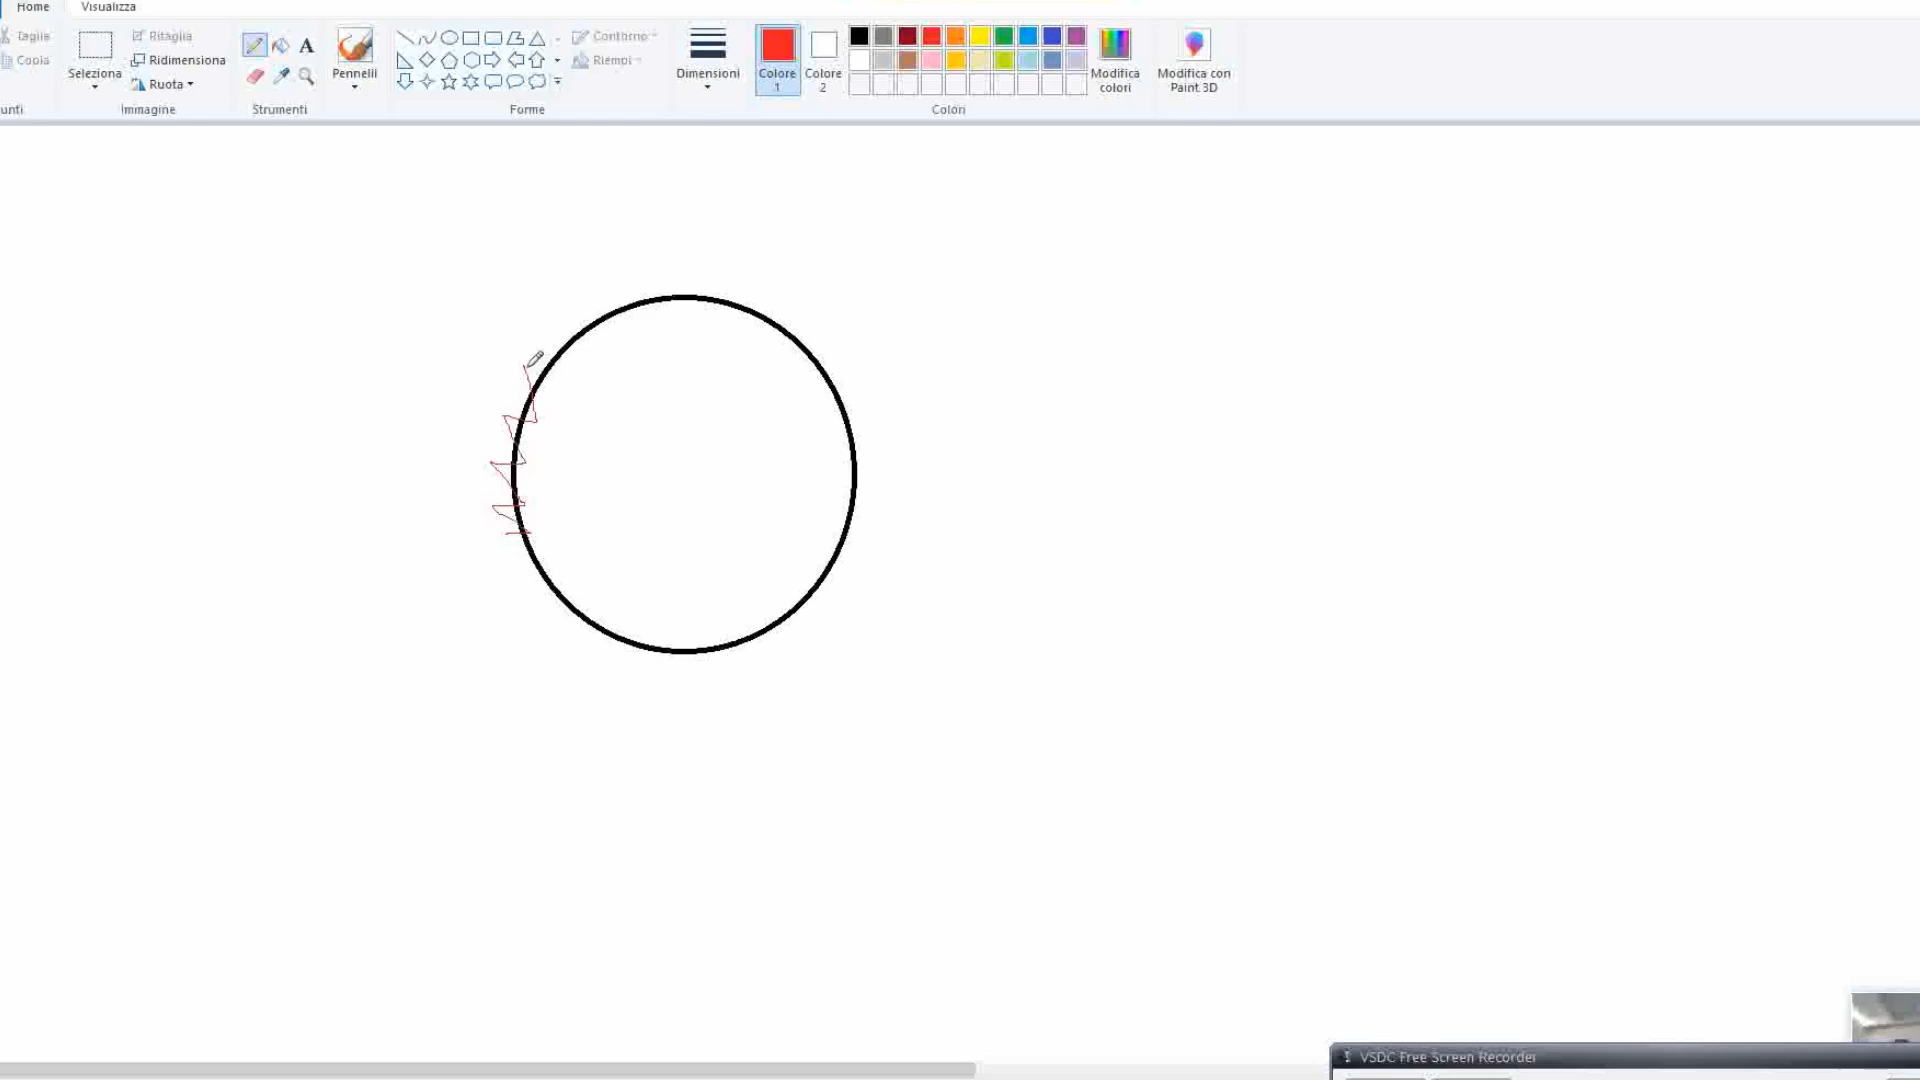 Home Visualizza
Taglia
Copia
unti
Seleziona
Ritaglia
Ridimensiona
Ruota
Immagine
A
Strumenti
Pennelli
Forme
Contorno
Riempi
Dimensioni
Colore 1
Colore 2
Modifica colori
Colori
Modifica con Paint 3D
VSDC Free Screen Recorder